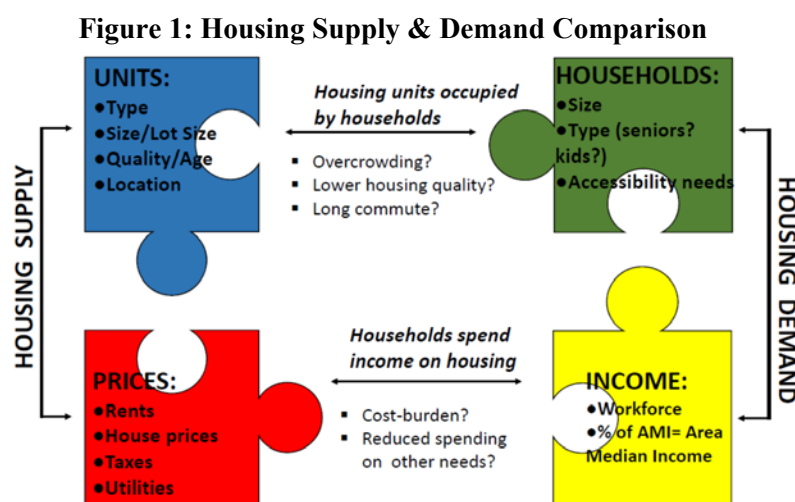 Figure 1: Housing Supply & Demand Comparison
UNITS:
●Type
●Size/Lot Size
●Quality/Age
●Location
Housing units occupied
by households
▪ Overcrowding?
▪ Lower housing quality?
▪ Long commute?
HOUSEHOLDS:
●Size
●Type (seniors?
kids?)
●Accessibility needs
HOUSING SUPPLY
HOUSING DEMAND
PRICES:
●Rents
●House prices
●Taxes
●Utilities
Households spend
income on housing
▪ Cost-burden?
▪ Reduced spending
on other needs?
INCOME:
●Workforce
●% of AMI= Area
Median Income